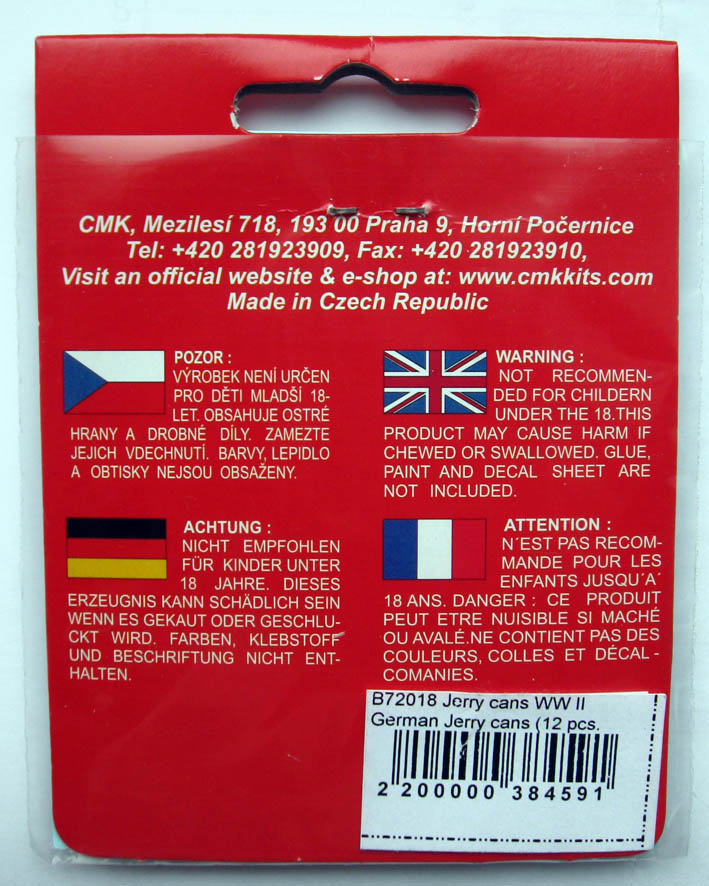 CMK, Mezilesí 718, 193 00 Praha 9, Horní Počernice
Tel: +420 281923909, Fax: +420 281923910,
Visit an official website & e-shop at: www.cmkkits.com
Made in Czech Republic
POZOR :
VÝROBEK NENÍ URČEN
PRO DĚTI MLADŠÍ 18-
LET. OBSAHUJE OSTRÉ
HRANY A DROBNÉ DÍLY. ZAMEZTE
JEJICH VDECHNUTÍ. BARVY, LEPIDLO
A OBTISKY NEJSOU OBSAŽENY.
WARNING :
NOT RECOMMEN-
DED FOR CHILDERN
UNDER THE 18.THIS
PRODUCT MAY CAUSE HARM IF
CHEWED OR SWALLOWED. GLUE,
PAINT AND DECAL SHEET ARE
NOT INCLUDED.
ACHTUNG :
NICHT EMPFOHLEN
FÜR KINDER UNTER
18 JAHRE. DIESES
ERZEUGNIS KANN SCHÄDLICH SEIN
WENN ES GEKAUT ODER GESCHLU-
CKT WIRD. FARBEN, KLEBSTOFF
UND BESCHRIFTUNG NICHT ENT-
HALTEN.
ATTENTION :
N´EST PAS RECOM-
MANDE POUR LES
ENFANTS JUSQU´A´
18 ANS. DANGER : CE PRODUIT
PEUT ETRE NUISIBLE SI MACHÉ
OU AVALÉ.NE CONTIENT PAS DES
COULEURS, COLLES ET DÉCAL-
COMANIES.
B72018 Jerry cans WW II
German Jerry cans (12 pcs.
2 200000 384591